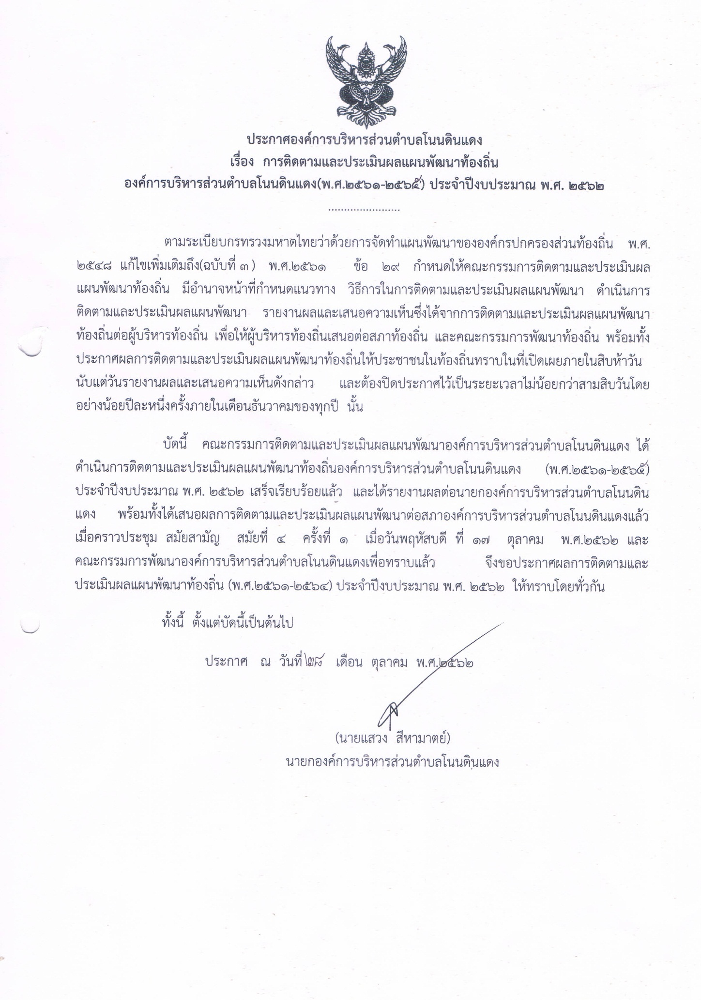 ประกาศองค์การบริหารส่วนตำบลโนนดินแดง
เรื่อง การติดตามและประเมินผลแผนพัฒนาท้องถิ่น
องค์การบริหารส่วนตำบลโนนดินแดง(พ.ศ.๒๕๖๑-๒๕๖๕) ประจำปีงบประมาณ พ.ศ. ๒๕๖๒
.......................
ตามระเบียบกรทรวงมหาดไทยว่าด้วยการจัดทำแผนพัฒนาขององค์กรปกครองส่วนท้องถิ่น พ.ศ.
๒๕๔๘ แก้ไขเพิ่มเติมถึง(ฉบับที่ ๓) พ.ศ.๒๕๖๑ ข้อ ๒๙ กำหนดให้คณะกรรมการติดตามและประเมินผล
แผนพัฒนาท้องถิ่น มีอำนาจหน้าที่กำหนดแนวทาง วิธีการในการติดตามและประเมินผลแผนพัฒนา ดำเนินการ
ติดตามและประเมินผลแผนพัฒนา รายงานผลและเสนอความเห็นซึ่งได้จากการติดตามและประเมินผลแผนพัฒนา
ท้องถิ่นต่อผู้บริหารท้องถิ่น เพื่อให้ผู้บริหารท้องถิ่นเสนอต่อสภาท้องถิ่น และคณะกรรมการพัฒนาท้องถิ่น พร้อมทั้ง
ประกาศผลการติดตามและประเมินผลแผนพัฒนาท้องถิ่นให้ประชาชนในท้องถิ่นทราบในที่เปิดเผยภายในสิบห้าวัน
นับแต่วันรายงานผลและเสนอความเห็นดังกล่าว และต้องปิดประกาศไว้เป็นระยะเวลาไม่น้อยกว่าสามสิบวันโดย
อย่างน้อยปีละหนึ่งครั้งภายในเดือนธันวาคมของทุกปี นั้น
บัดนี้ คณะกรรมการติดตามและประเมินผลแผนพัฒนาองค์การบริหารส่วนตำบลโนนดินแดง ได้
ดำเนินการติดตามและประเมินผลแผนพัฒนาท้องถิ่นองค์การบริหารส่วนตำบลโนนดินแดง (พ.ศ.๒๕๖๑-๒๕๖๕)
ประจำปีงบประมาณ พ.ศ. ๒๕๖๒ เสร็จเรียบร้อยแล้ว และได้รายงานผลต่อนายกองค์การบริหารส่วนตำบลโนนดิน
แดง พร้อมทั้งได้เสนอผลการติดตามและประเมินผลแผนพัฒนาต่อสภาองค์การบริหารส่วนตำบลโนนดินแดงแล้ว
เมื่อคราวประชุม สมัยสามัญ สมัยที่ ๔ ครั้งที่ ๑ เมื่อวันพฤหัสบดี ที่ ๑๗ ตุลาคม พ.ศ.๒๕๖๒ และ
คณะกรรมการพัฒนาองค์การบริหารส่วนตำบลโนนดินแดงเพื่อทราบแล้ว จึงขอประกาศผลการติดตามและ
ประเมินผลแผนพัฒนาท้องถิ่น (พ.ศ.๒๕๖๑-๒๕๖๔) ประจำปีงบประมาณ พ.ศ. ๒๕๖๒ ให้ทราบโดยทั่วกัน
ทั้งนี้ ตั้งแต่บัดนี้เป็นต้นไป
ประกาศ ณ วันที่ ๒๘ เดือน ตุลาคม พ.ศ.๒๕๖๒
(นายแสวง สีหามาตย์)
นายกองค์การบริหารส่วนตำบลโนนดินแดง